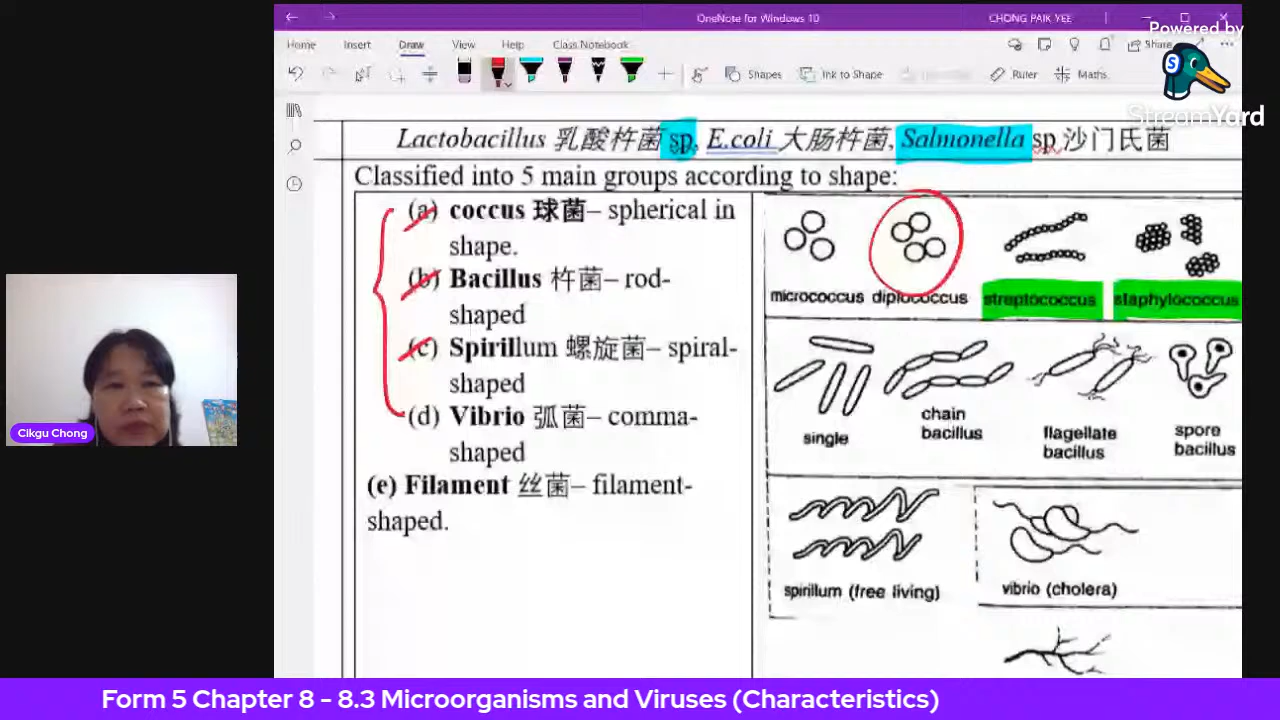 OneNote for Windows 10
CHONG PAIK YEE
Powered by
StreamYard
Home Insert Draw View Help Class Notebook
Share
Shapes Ink to Shape Ruler Maths
Lactobacillus 乳酸杵菌 sp, E.coli 大肠杵菌, Salmonella sp 沙门氏菌
Classified into 5 main groups according to shape:
(a) coccus 球菌– spherical in
shape.
(b) Bacillus 杵菌– rod-
shaped
(c) Spirillum 螺旋菌– spiral-
shaped
(d) Vibrio 弧菌– comma-
shaped
(e) Filament 丝菌– filament-
shaped.
micrococcus diplococcus streptococcus staphylococcus
single
chain
bacillus
flagellate
bacillus
spore
bacillus
spirillum (free living)
vibrio (cholera)
Cikgu Chong
Form 5 Chapter 8 - 8.3 Microorganisms and Viruses (Characteristics)